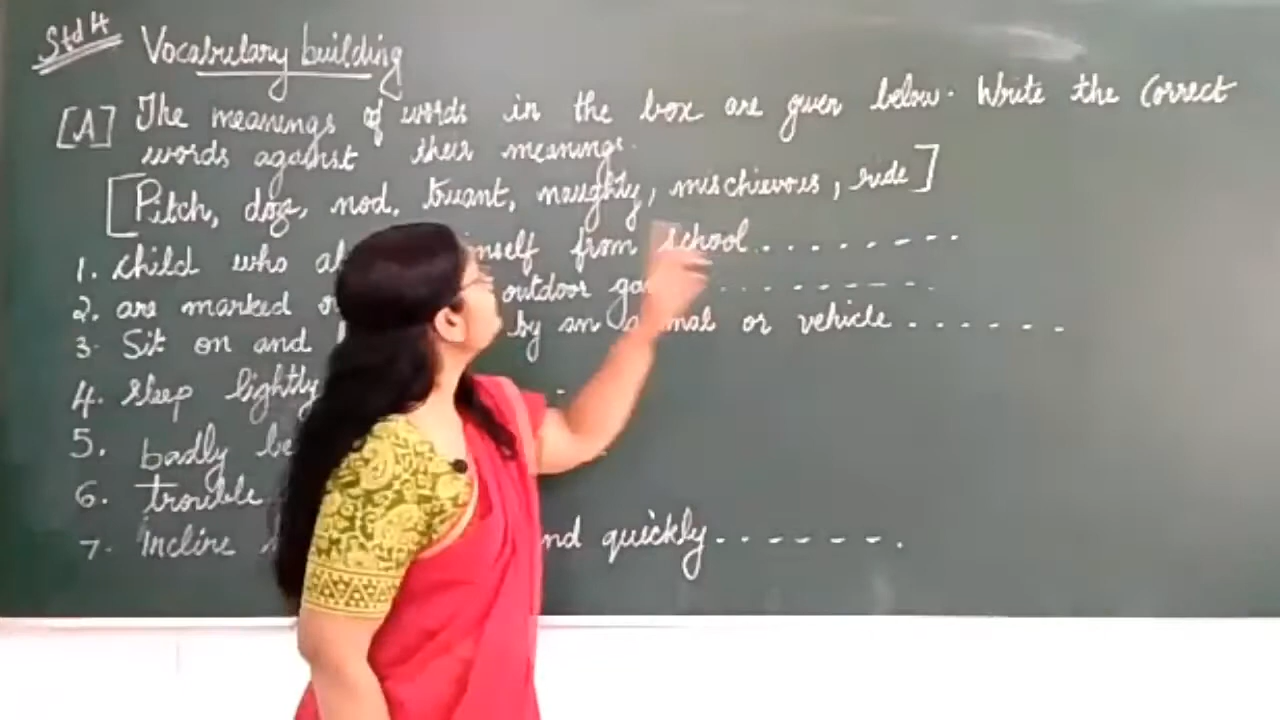 Std 4
Vocabulary building
[A] The meanings of words in the box are given below. Write the correct
words against their meanings.
[Pitch, doze, nod, truant, naughty, mischievous, ride]
1. child who himself from school.........
2. are marked outdoor .........
3. Sit on and by an animal or vehicle ......
4. sleep lightly
5. badly
6. Trouble
7. incline and quickly.......